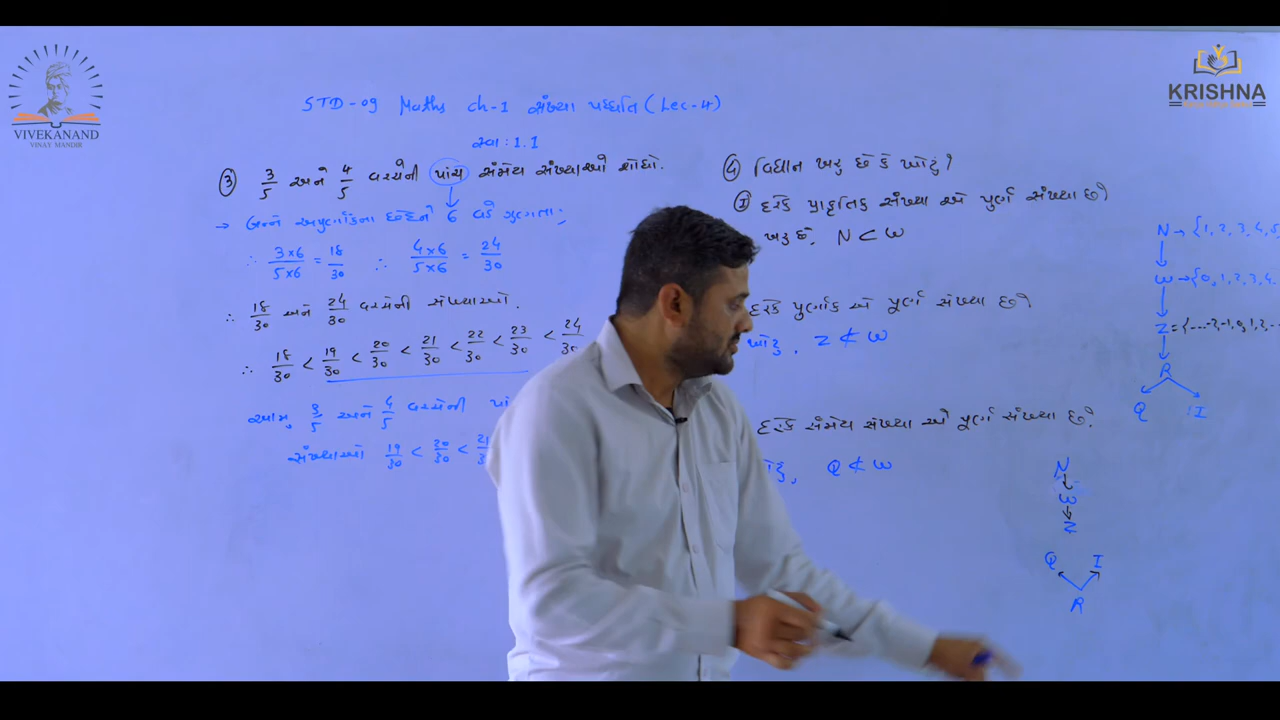 VIVEKANAND
VINAY MANDIR
KRISHNA
STD-09 Maths ch-1 સંખ્યા પધ્ધતિ (Lec-4)
સ્વા : 1.1
③ 3/5 અને 4/5 વચ્ચેની પાંચ સંમેય સંખ્યાઓ શોધો.
→ બન્ને અપુર્ણાંકના છેદને 6 વડે ગુણતા;
∴ 3×6/5×6 = 18/30 ∴ 4×6/5×6 = 24/30
∴ 18/30 અને 24/30 વચ્ચેની સંખ્યાઓ.
∴ 18/30 < 19/30 < 20/30 < 21/30 < 22/30 < 23/30 < 24/30
આમ, 3/5 અને 4/5 વચ્ચેની
સંખ્યાઓ 19/30 < 20/30 <
④ વિધાન ખરુ છે કે ખોટું?
① દરેક પ્રાકૃતિક સંખ્યા એ પુર્ણ સંખ્યા છે?
ખરુ છે, N ⊂ W
દરેક પુર્ણાંક એ પૂર્ણ સંખ્યા છે?
ખોટુ, Z ⊄ W
દરેક સંમેય સંખ્યા એ પૂર્ણ સંખ્યા છે?
Q ⊄ W
N → {1, 2, 3, 4, 5,
W → {0, 1, 2, 3, 4.
Z = {...-2, -1, 0, 1, 2, -
R
Q I
N
W
Z
Q I
R